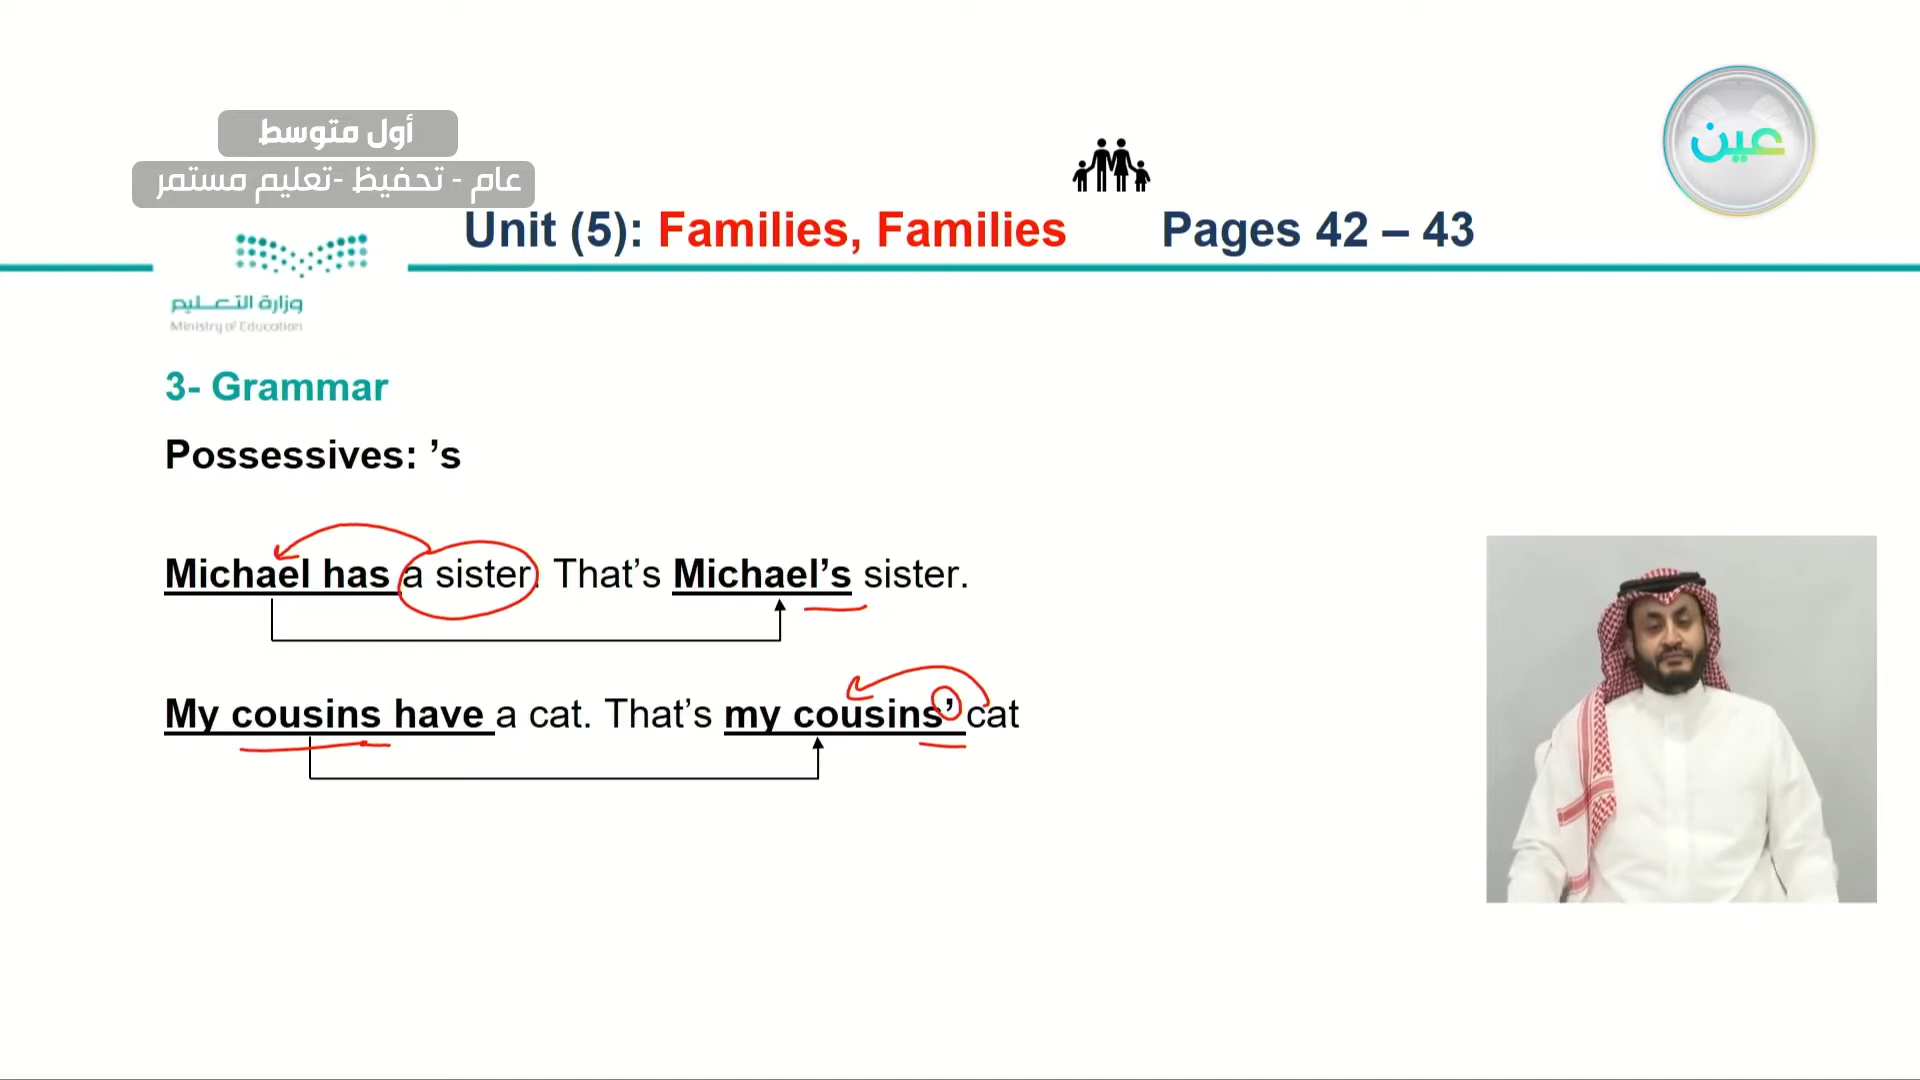 أول متوسط
عام - تحفيظ -تعليم مستمر
عين
Unit (5): Families, Families Pages 42 – 43
وزارة التعليم
Ministry of Education
3- Grammar
Possessives: ’s
Michael has a sister. That’s Michael’s sister.
My cousins have a cat. That’s my cousins’ cat